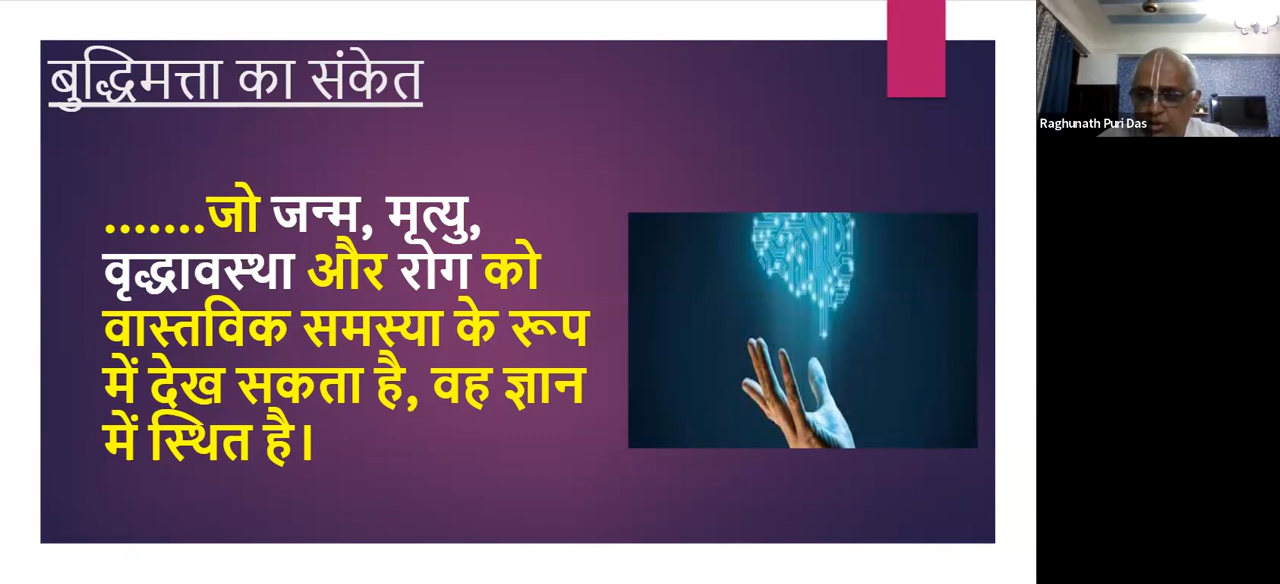 बुद्धिमत्ता का संकेत
.......जो जन्म, मृत्यु,
वृद्धावस्था और रोग को
वास्तविक समस्या के रूप
में देख सकता है, वह ज्ञान
में स्थित है।
Raghunath Puri Das